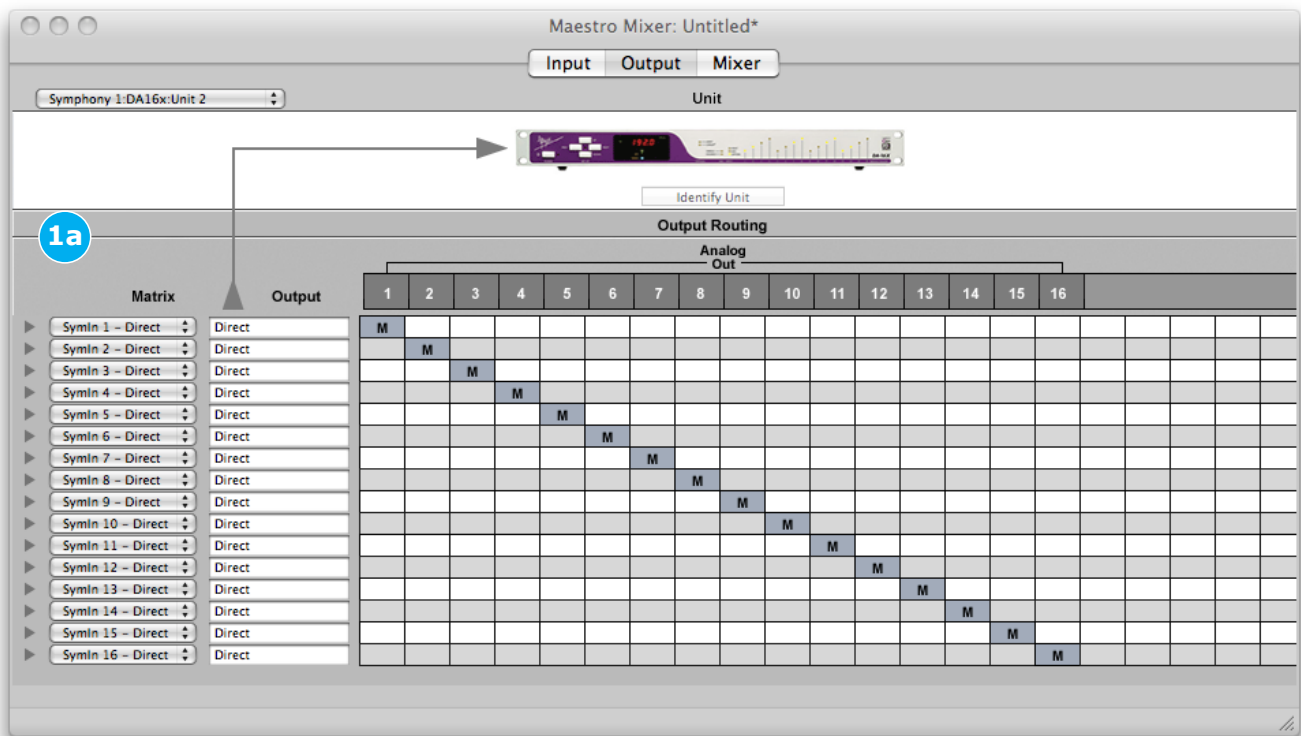 Maestro Mixer: Untitled*
Input Output Mixer
Symphony 1:DA16x:Unit 2
Unit
192.0
Identify Unit
1a
Output Routing
Analog
Out
Matrix Output 1 2 3 4 5 6 7 8 9 10 11 12 13 14 15 16
SymIn 1 – Direct Direct M
SymIn 2 – Direct Direct M
SymIn 3 – Direct Direct M
SymIn 4 – Direct Direct M
SymIn 5 – Direct Direct M
SymIn 6 – Direct Direct M
SymIn 7 – Direct Direct M
SymIn 8 – Direct Direct M
SymIn 9 – Direct Direct M
SymIn 10 – Direct Direct M
SymIn 11 – Direct Direct M
SymIn 12 – Direct Direct M
SymIn 13 – Direct Direct M
SymIn 14 – Direct Direct M
SymIn 15 – Direct Direct M
SymIn 16 – Direct Direct M